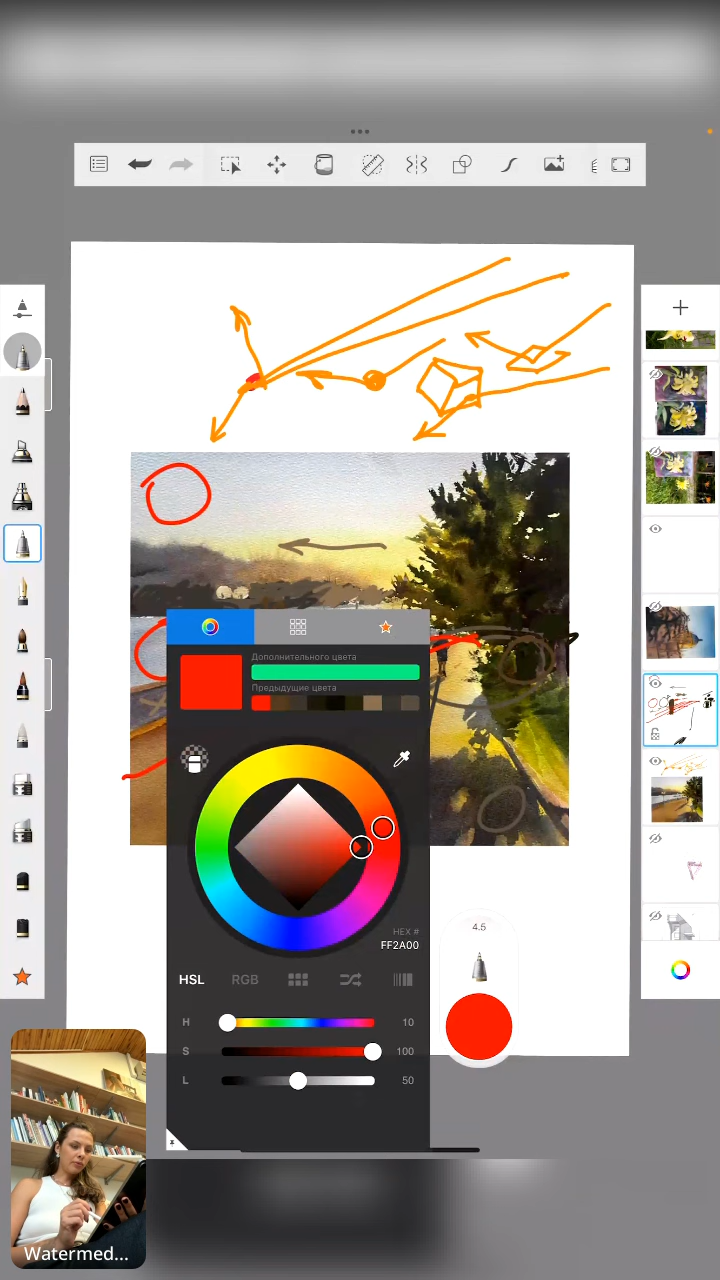 Дополнительного цвета
Предыдущие цвета
HEX #
FF2A00
4.5
HSL
RGB
H 10
S 100
L 50
Watermed...